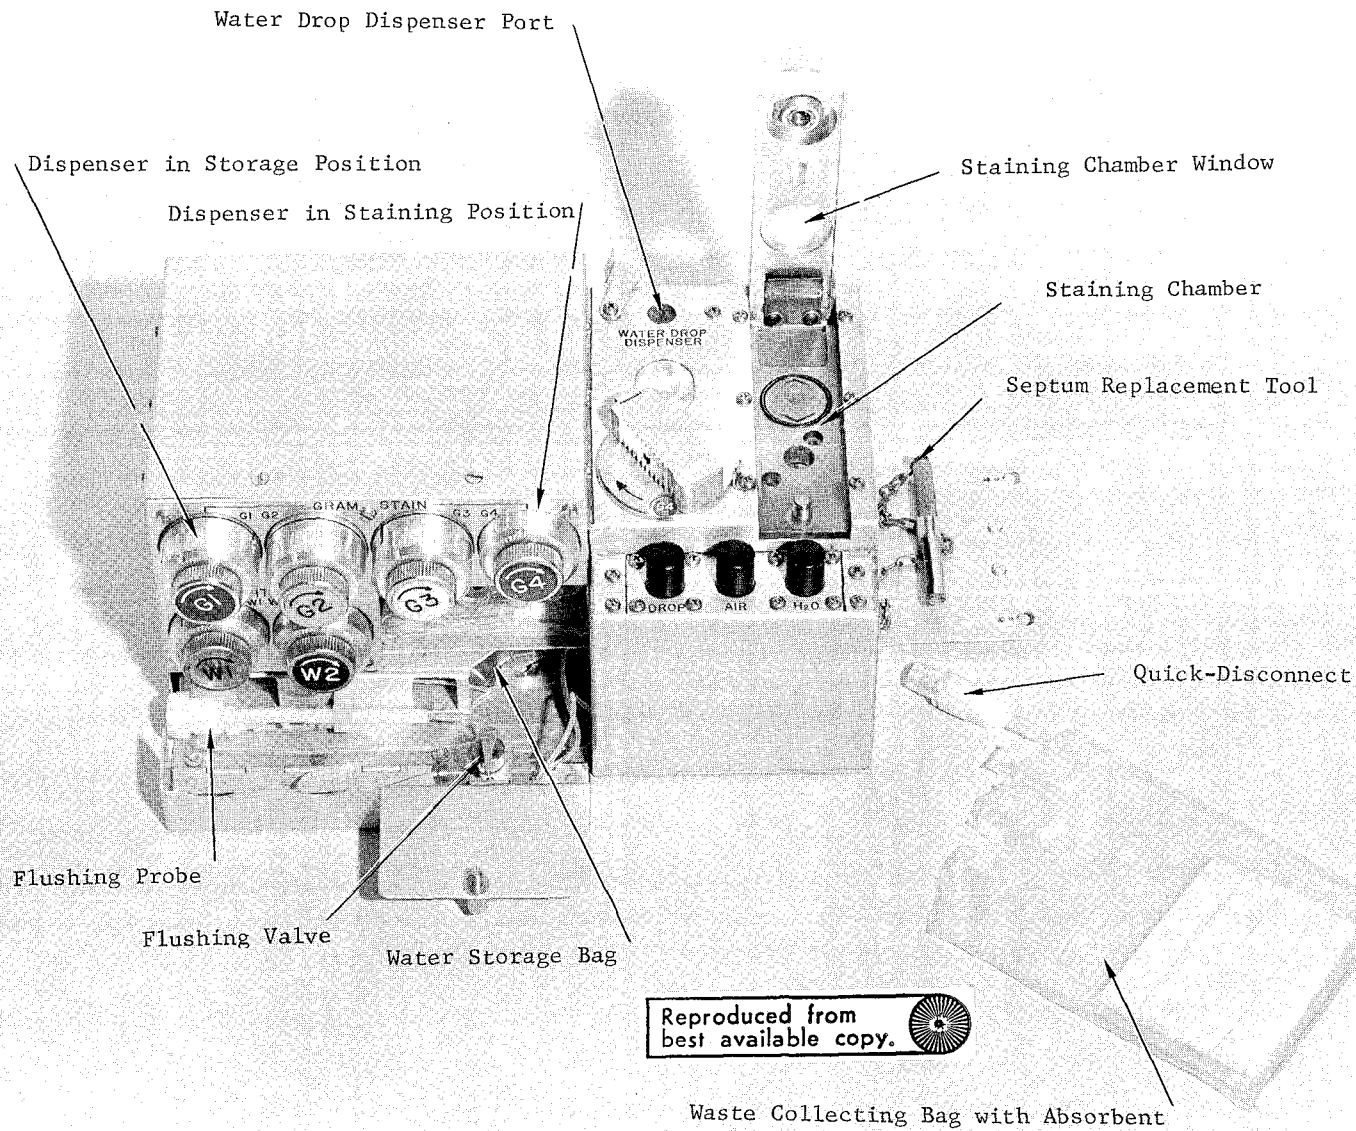 Water Drop Dispenser Port
Dispenser in Storage Position
Staining Chamber Window
Dispenser in Staining Position
Staining Chamber
WATER DROP
DISPENSER
Septum Replacement Tool
GRAM STAIN
G1 G2
G3 G4
G4
G1
G2
G3
G4
DROP
AIR
H₂O
W1
W2
Quick-Disconnect
Flushing Probe
Flushing Valve
Water Storage Bag
Reproduced from
best available copy.
Waste Collecting Bag with Absorbent